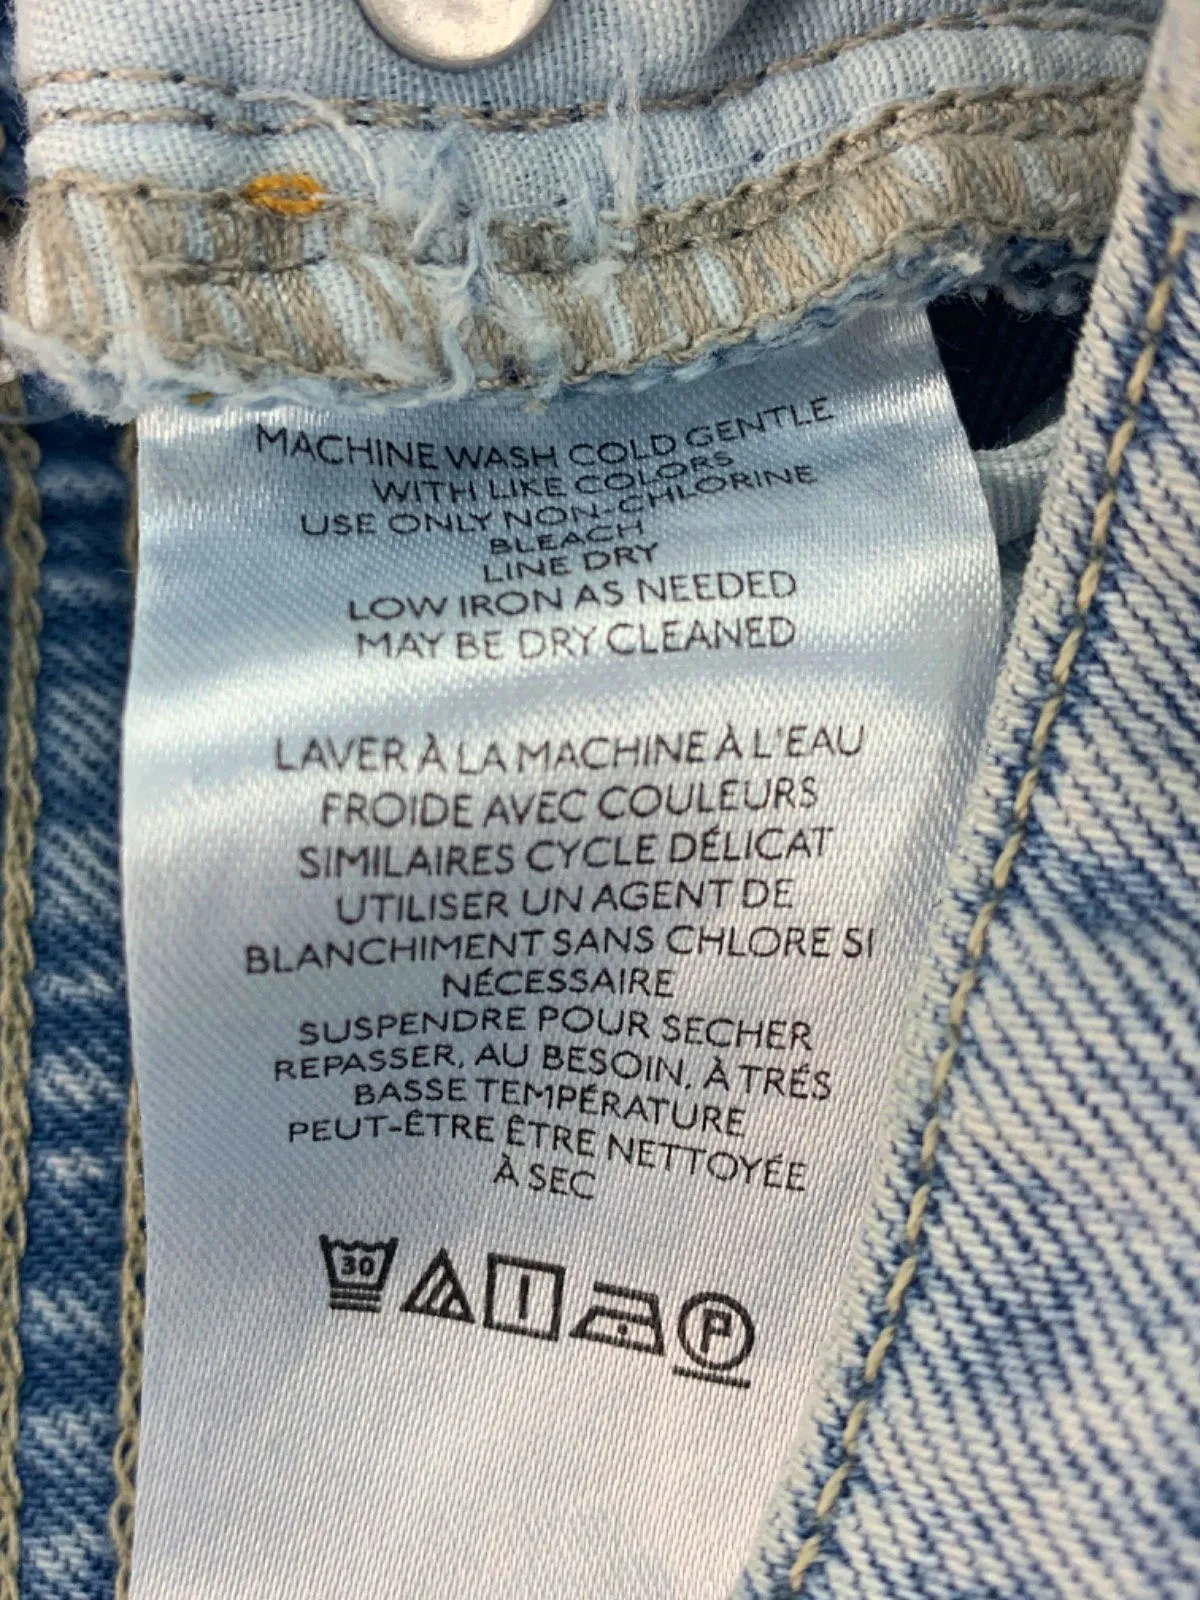 MACHINE WASH COLD GENTLE
WITH LIKE COLORS
USE ONLY NON-CHLORINE
BLEACH
LINE DRY
LOW IRON AS NEEDED
MAY BE DRY CLEANED
LAVER À LA MACHINE À L'EAU
FROIDE AVEC COULEURS
SIMILAIRES CYCLE DÉLICAT
UTILISER UN AGENT DE
BLANCHIMENT SANS CHLORE SI
NÉCESSAIRE
SUSPENDRE POUR SECHER
REPASSER, AU BESOIN, À TRÉS
BASSE TEMPÉRATURE
PEUT-ÊTRE ÊTRE NETTOYÉE
À SEC
30 P